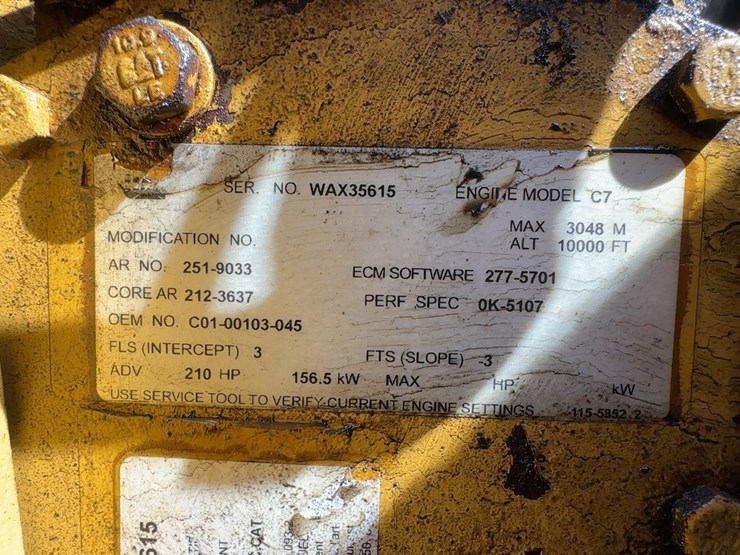 109
CAT
SER. NO. WAX35615 ENGINE MODEL C7
MAX 3048 M
ALT 10000 FT
MODIFICATION NO.
AR NO. 251-9033 ECM SOFTWARE 277-5701
CORE AR 212-3637 PERF SPEC 0K-5107
OEM NO. C01-00103-045
FLS (INTERCEPT) 3 FTS (SLOPE) -3
ADV 210 HP 156.5 kW MAX HP kW
USE SERVICE TOOL TO VERIFY CURRENT ENGINE SETTINGS 115-5852 2
615